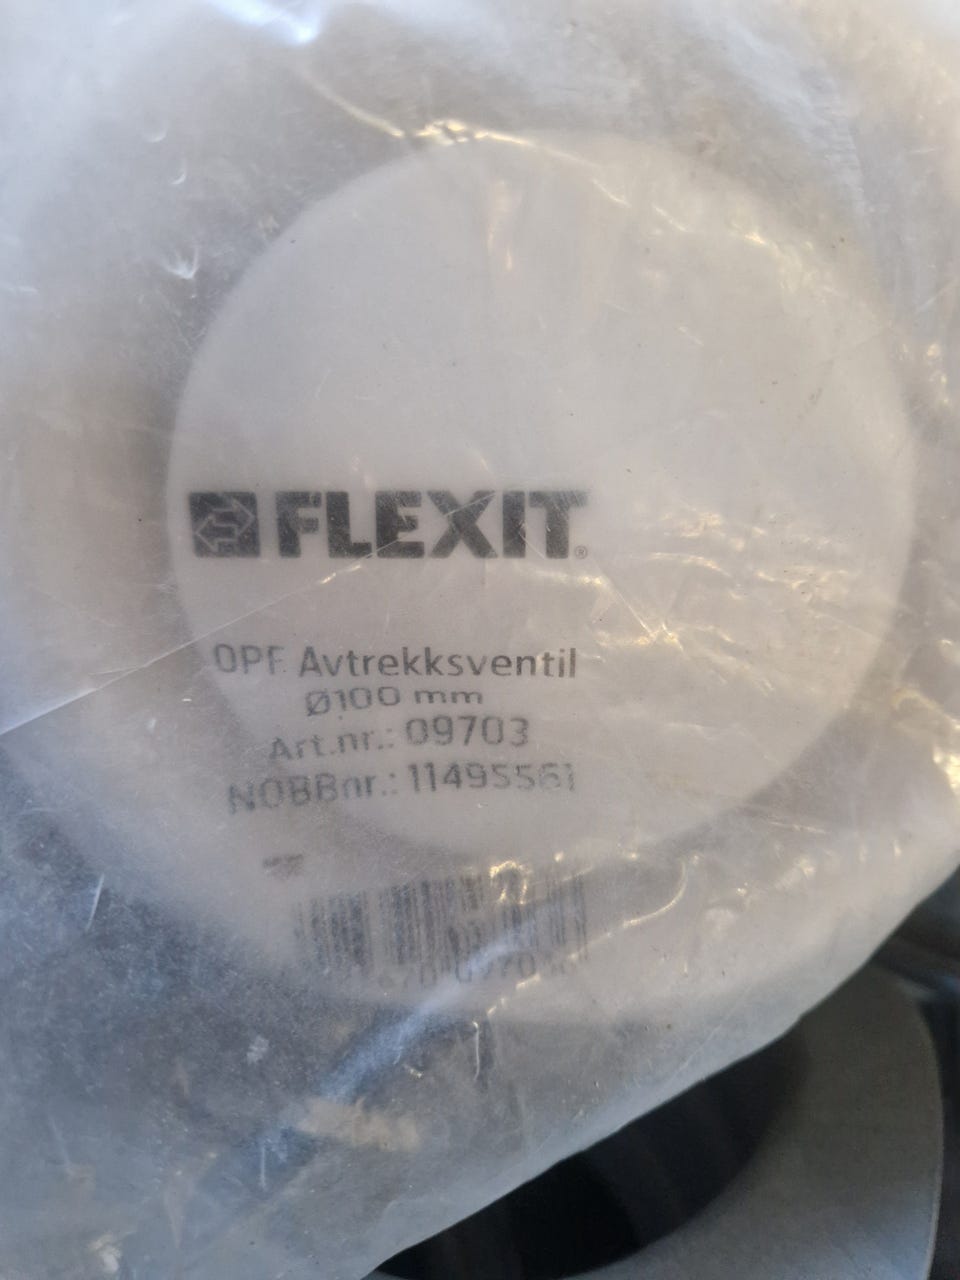 FLEXIT®
OPF Avtrekksventil
Ø100 mm
Art.nr.: 09703
NOBBnr.: 11495561